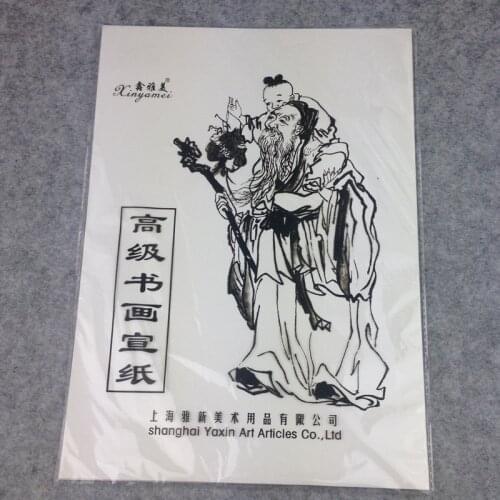 鑫雅美®
Xinyamei
高级书画宣纸
上海雅新美术用品有限公司
shanghai Yaxin Art Articles Co.,Ltd